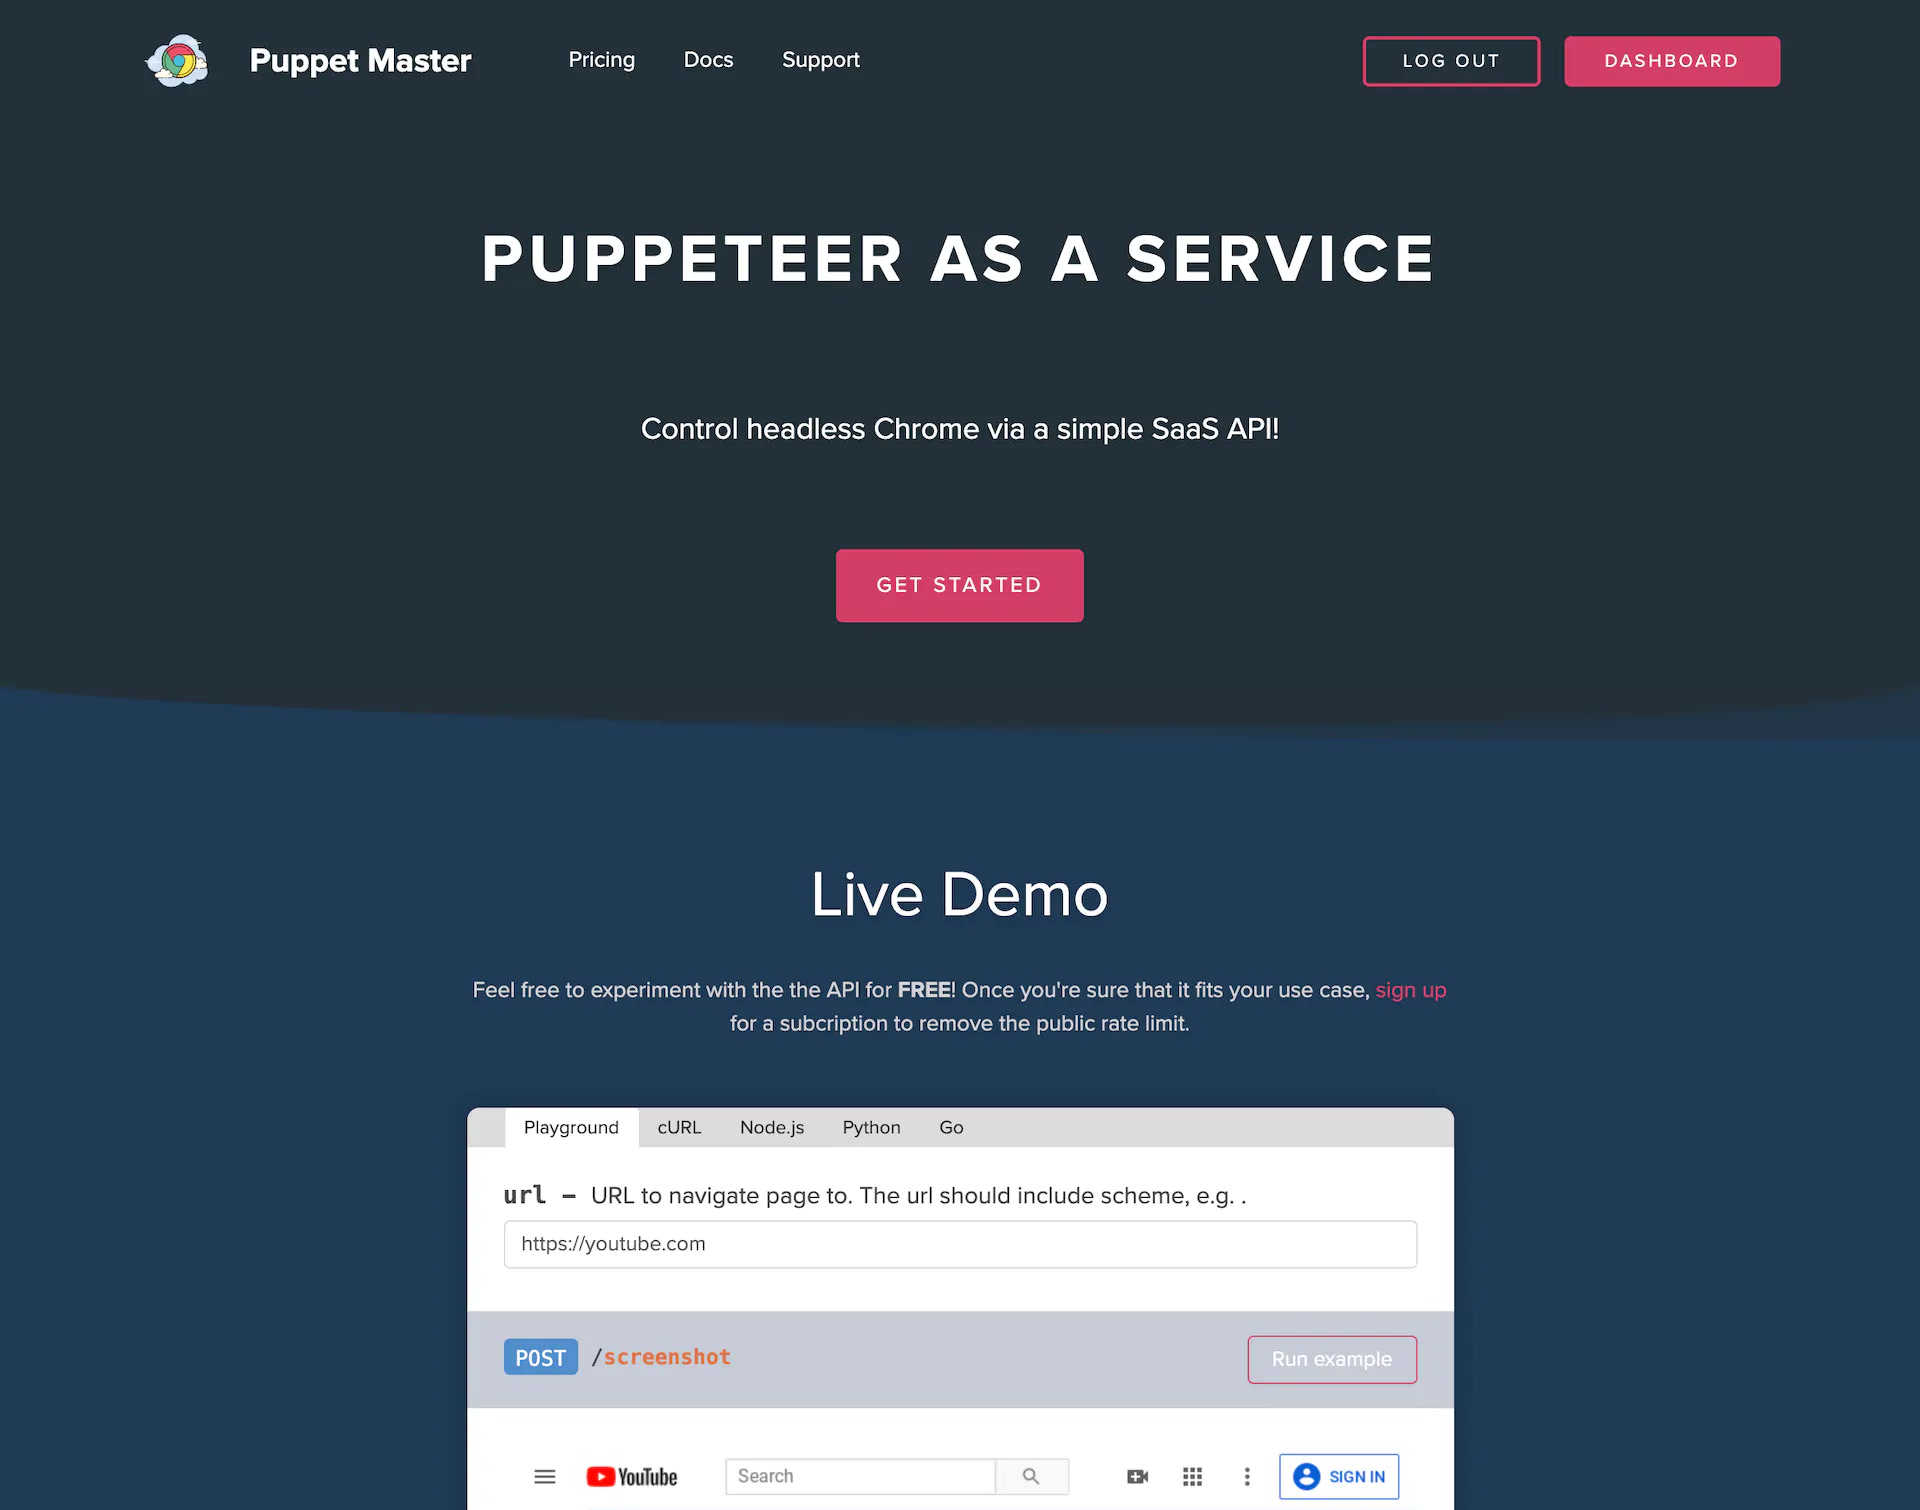 Puppet Master
Pricing
Docs
Support
LOG OUT
DASHBOARD
PUPPETEER AS A SERVICE
Control headless Chrome via a simple SaaS API!
GET STARTED
Live Demo
Feel free to experiment with the the API for FREE! Once you're sure that it fits your use case, sign up
for a subcription to remove the public rate limit.
Playground
cURL
Node.js
Python
Go
url – URL to navigate page to. The url should include scheme, e.g. .
https://youtube.com
POST /screenshot
Run example
YouTube
Search
SIGN IN